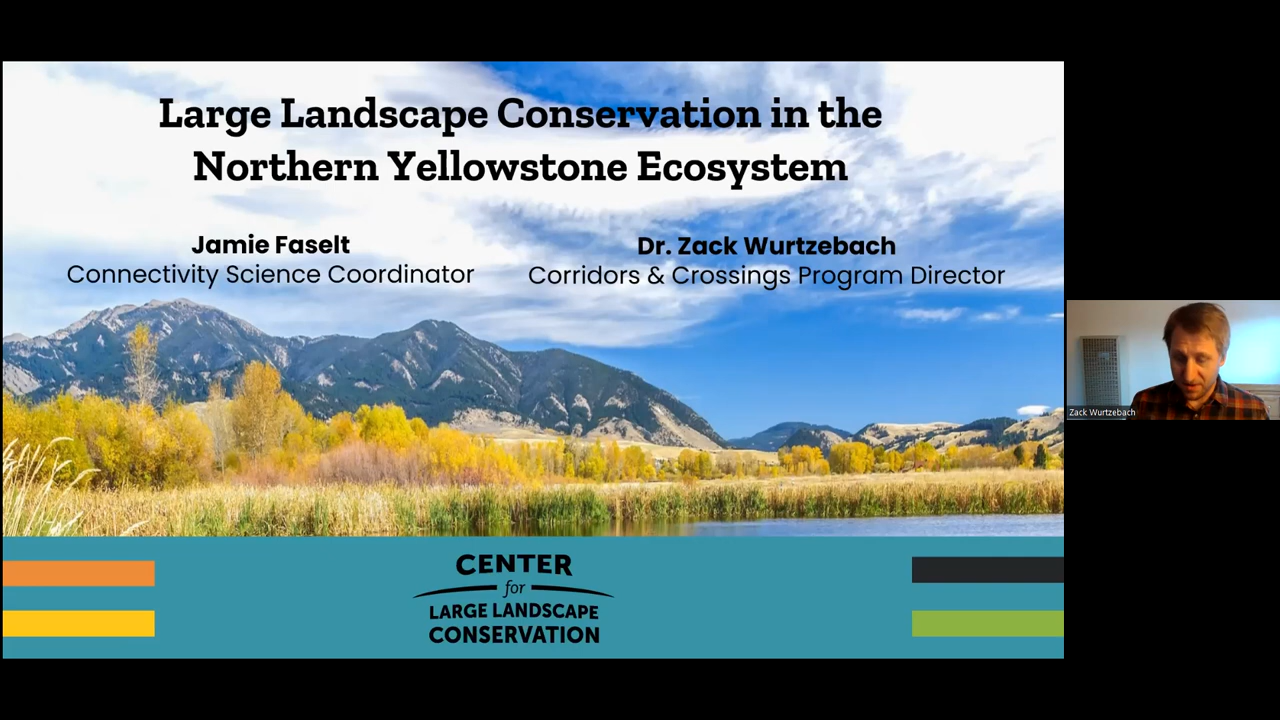 Large Landscape Conservation in the
Northern Yellowstone Ecosystem
Jamie Faselt
Connectivity Science Coordinator
Dr. Zack Wurtzebach
Corridors & Crossings Program Director
Zack Wurtzebach
CENTER
for
LARGE LANDSCAPE
CONSERVATION